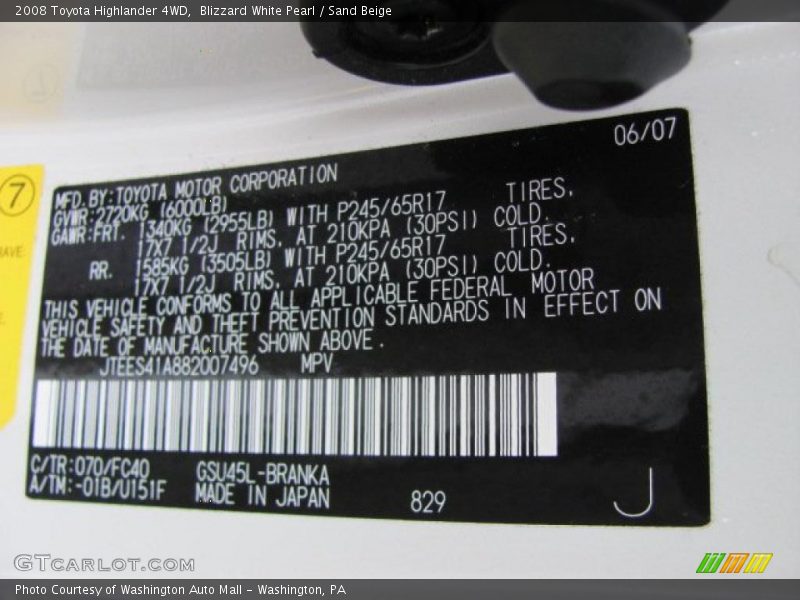 2008 Toyota Highlander 4WD,  Blizzard White Pearl / Sand Beige
06/07
7
MFD. BY: TOYOTA MOTOR CORPORATION
GVWR: 2720KG (6000LB)
GAWR: FRT. 1340KG (2955LB) WITH P245/65R17 TIRES,
17X7 1/2J RIMS, AT 210KPA (30PSI) COLD.
RR. 1585KG (3505LB) WITH P245/65R17 TIRES,
17X7 1/2J RIMS, AT 210KPA (30PSI) COLD.
THIS VEHICLE CONFORMS TO ALL APPLICABLE FEDERAL MOTOR
VEHICLE SAFETY AND THEFT PREVENTION STANDARDS IN EFFECT ON
THE DATE OF MANUFACTURE SHOWN ABOVE.
JTEES41A882007496 MPV
C/TR: 070/FC40 GSU45L-BRANKA
A/TM: -01B/U151F MADE IN JAPAN
829
J
GTCARLOT.COM
Photo Courtesy of Washington Auto Mall - Washington, PA